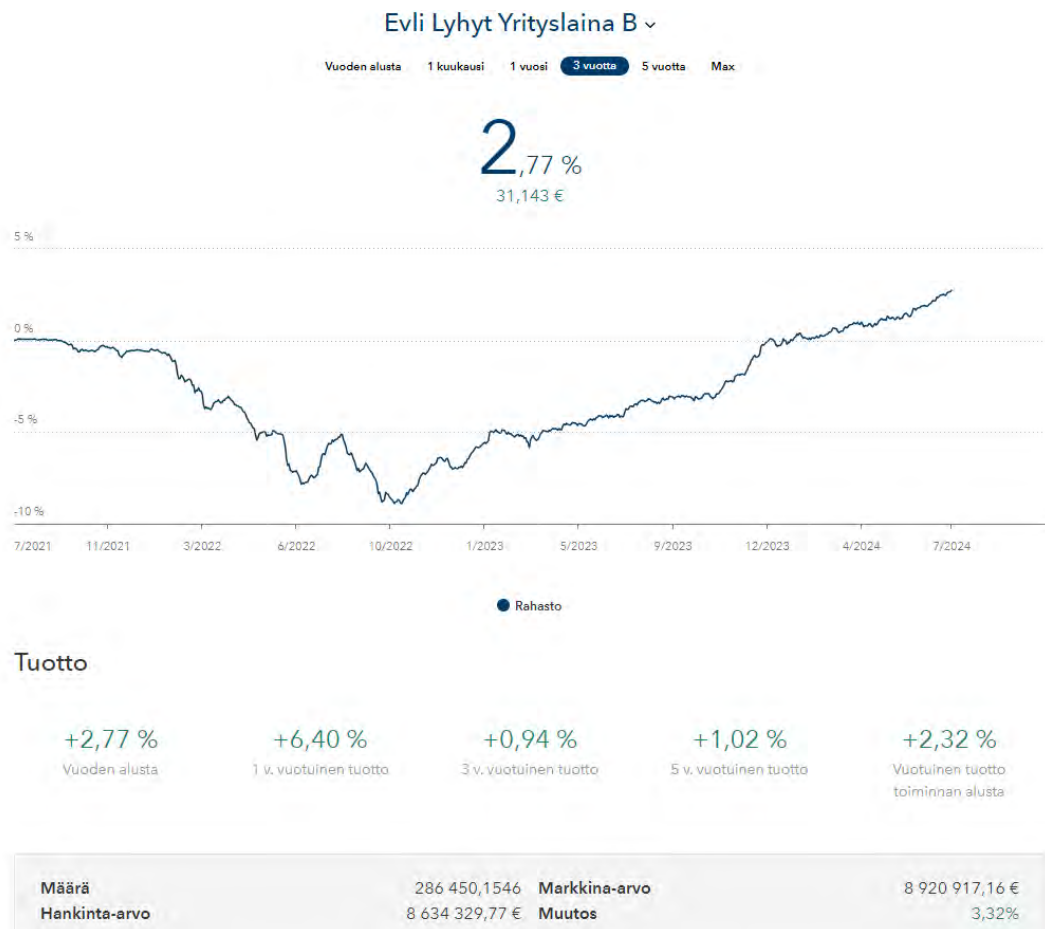 Evli Lyhyt Yrityslaina B
Vuoden alusta 1 kuukausi 1 vuosi 3 vuotta 5 vuotta Max
2,77 %
31,143 €
5 %
0 %
-5 %
-10 %
7/2021 11/2021 3/2022 6/2022 10/2022 1/2023 5/2023 9/2023 12/2023 4/2024 7/2024
Rahasto
Tuotto
+2,77 % +6,40 % +0,94 % +1,02 % +2,32 %
Vuoden alusta 1 v. vuotuinen tuotto 3 v. vuotuinen tuotto 5 v. vuotuinen tuotto Vuotuinen tuotto
toiminnan alusta
Määrä 286 450,1546 Markkina-arvo 8 920 917,16 €
Hankinta-arvo 8 634 329,77 € Muutos 3,32%